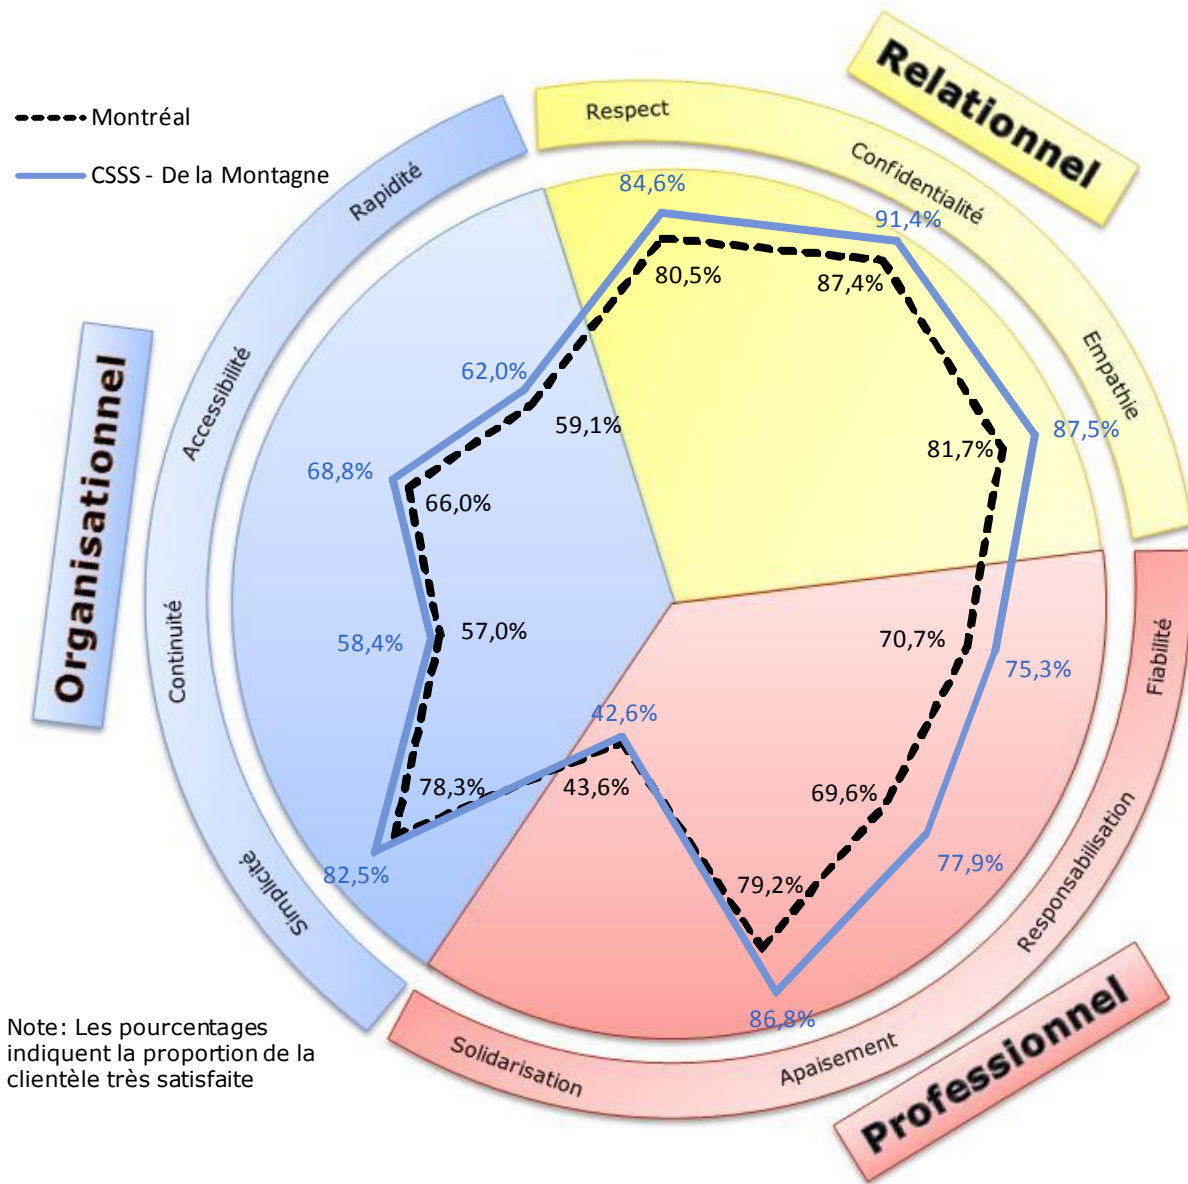 Montréal
CSSS - De la Montagne
Relationnel
Respect
Confidentialité
Empathie
84,6%
91,4%
87,5%
80,5%
87,4%
81,7%
Organisationnel
Rapidité
Accessibilité
Continuité
Simplicité
62,0%
59,1%
68,8%
66,0%
58,4%
57,0%
78,3%
82,5%
Professionnel
Fiabilité
Responsabilisation
Apaisement
Solidarisation
70,7%
75,3%
69,6%
77,9%
79,2%
86,8%
42,6%
43,6%
Note: Les pourcentages
indiquent la proportion de la
clientèle très satisfaite